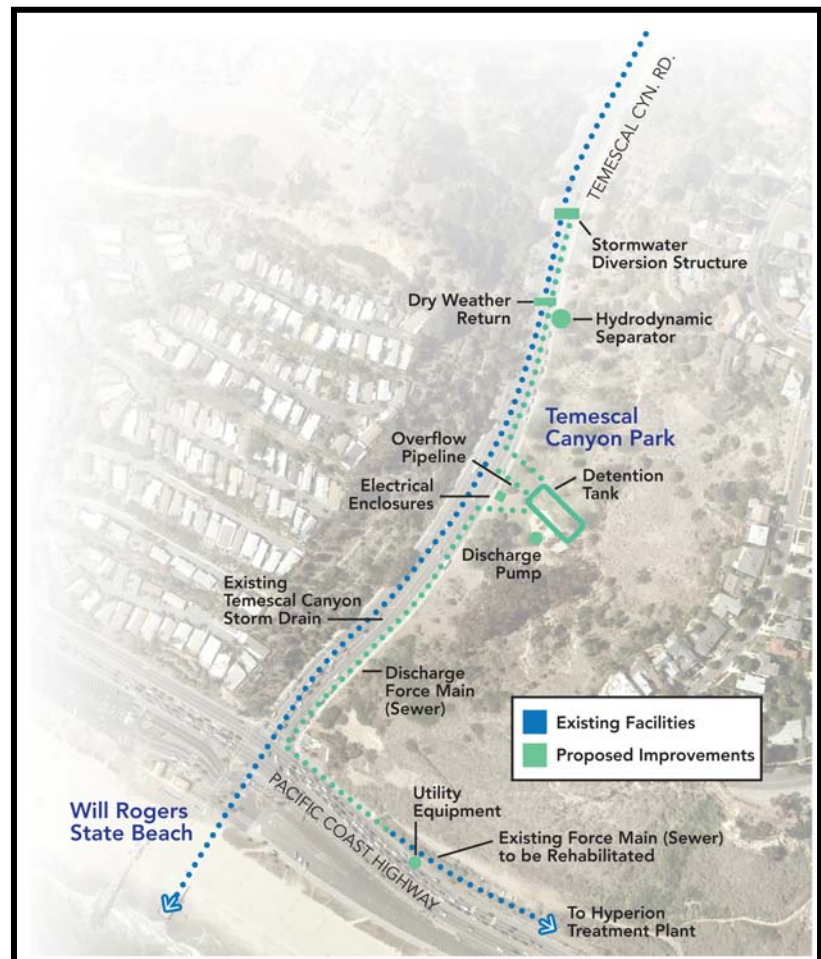 TEMESCAL CYN. RD.
Stormwater
Diversion Structure
Dry Weather
Return
Hydrodynamic
Separator
Temescal
Canyon Park
Overflow
Pipeline
Electrical
Enclosures
Detention
Tank
Discharge
Pump
Existing
Temescal Canyon
Storm Drain
Discharge
Force Main
(Sewer)
Existing Facilities
Proposed Improvements
Will Rogers
State Beach
PACIFIC COAST HIGHWAY
Utility
Equipment
Existing Force Main (Sewer)
to be Rehabilitated
To Hyperion
Treatment Plant